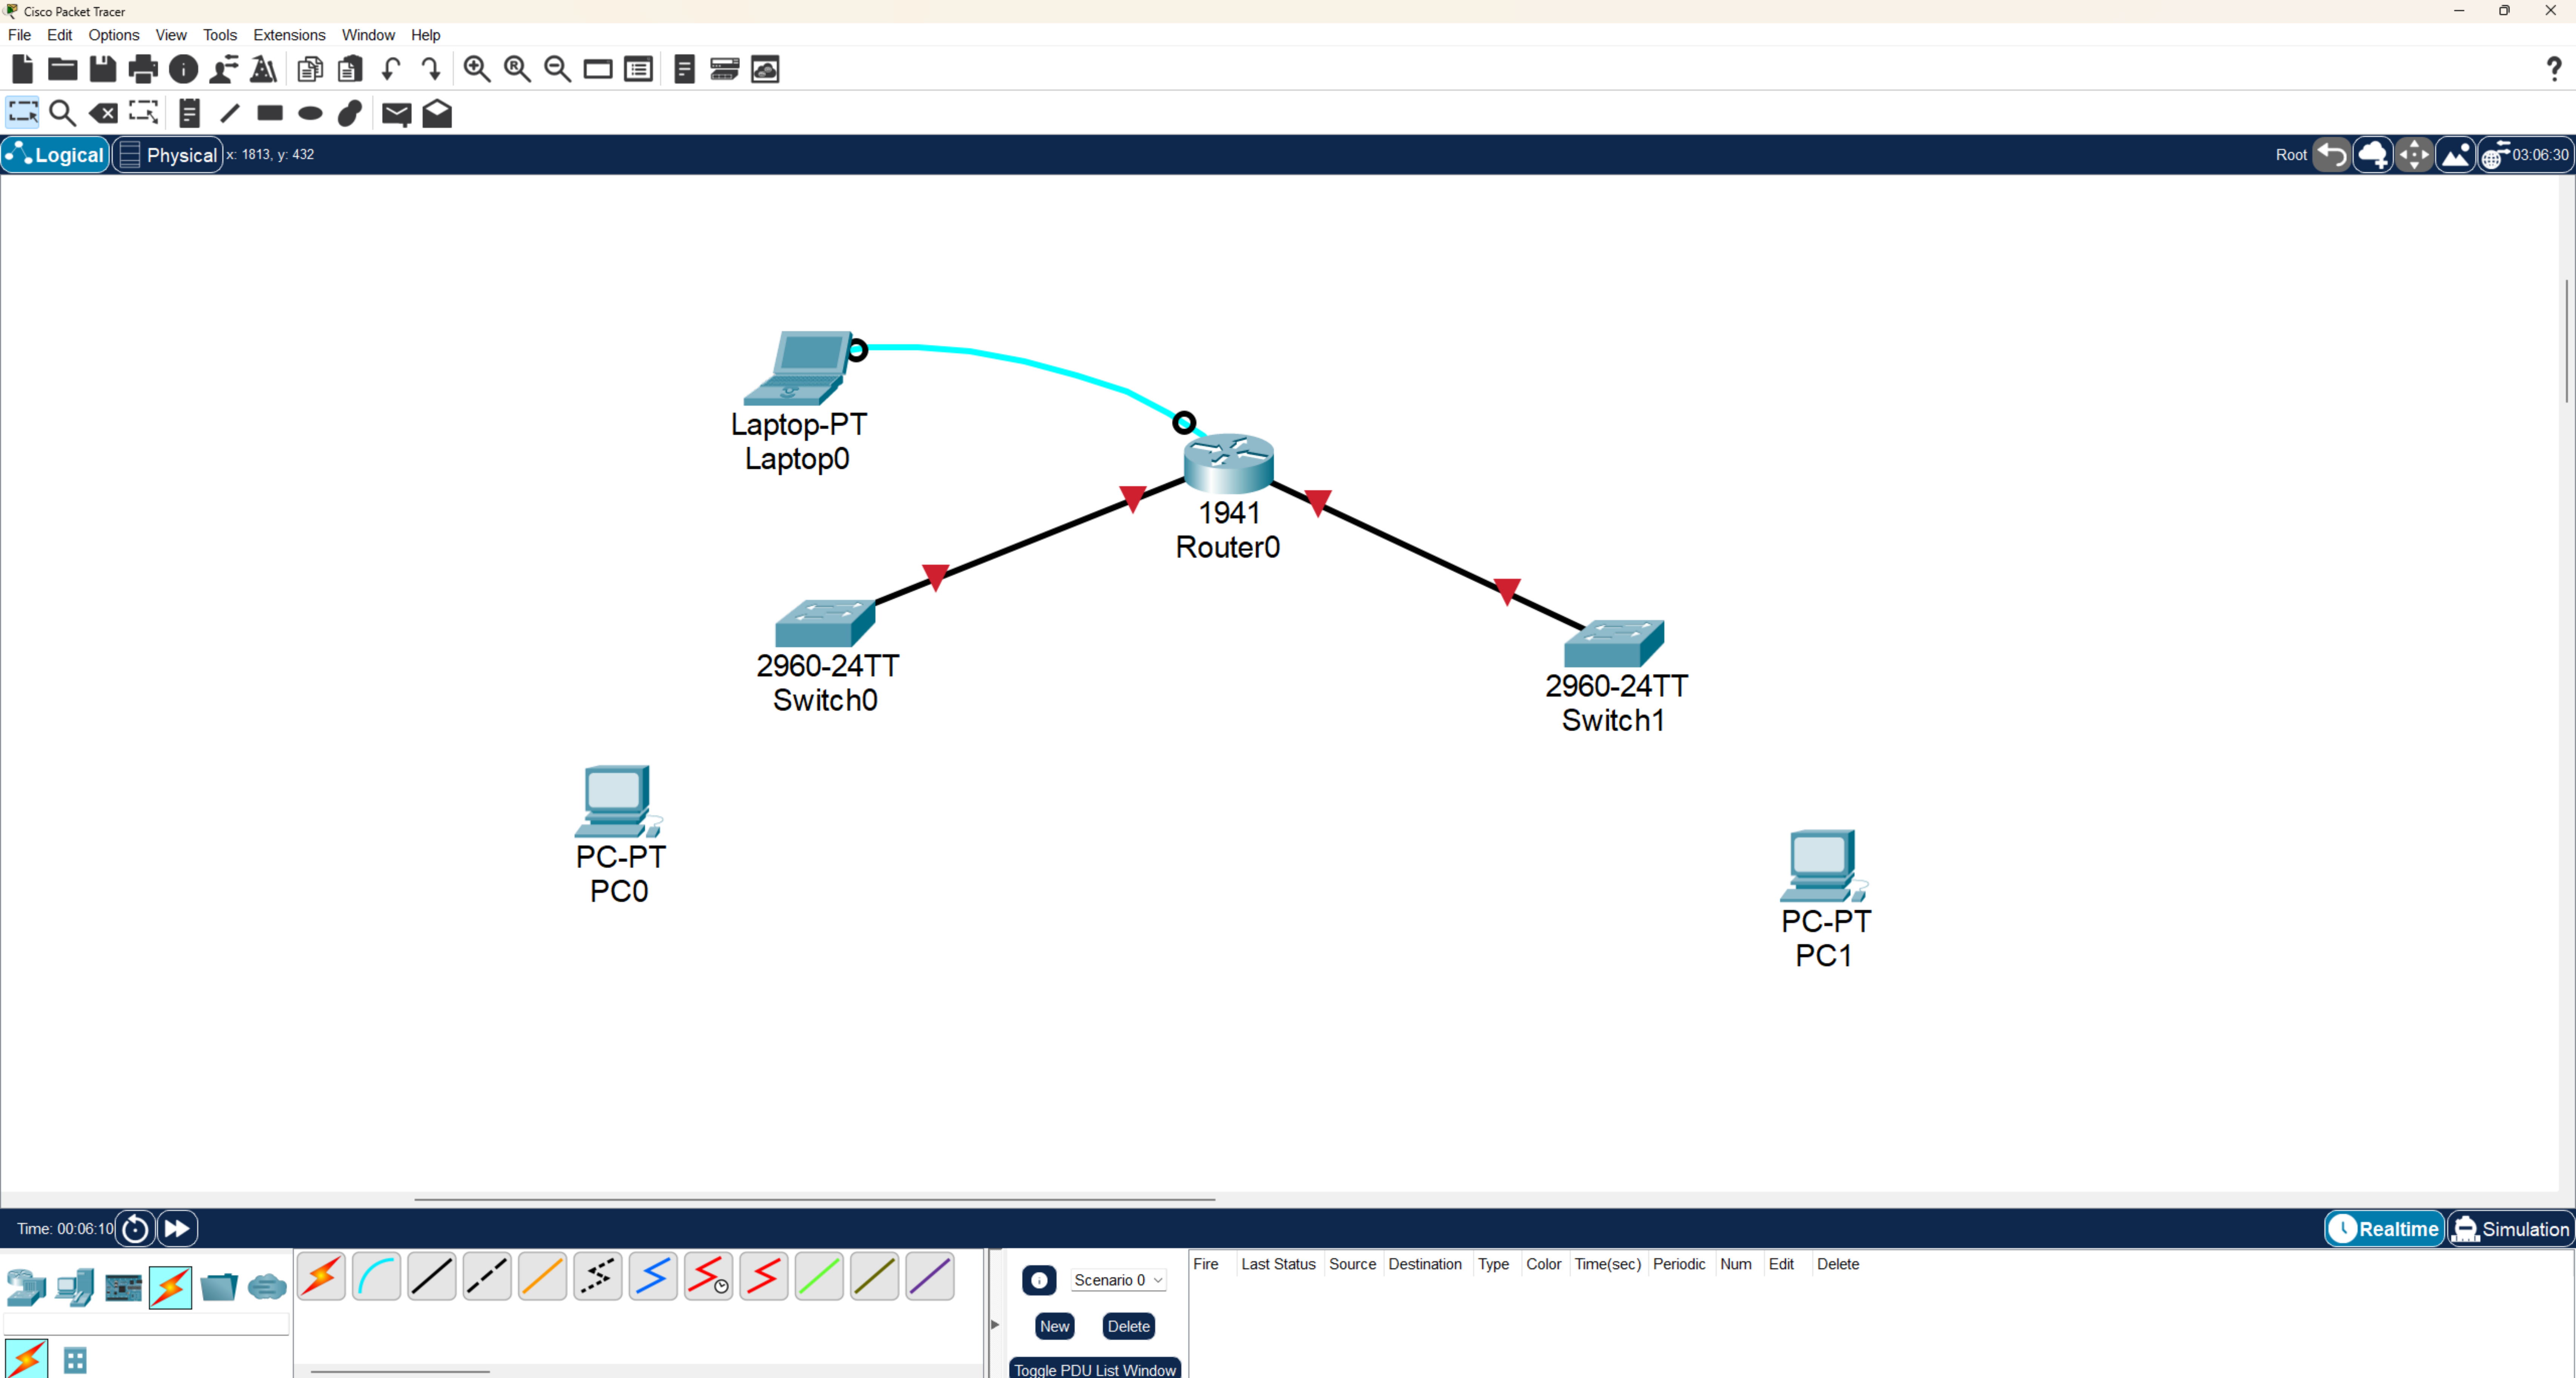 Cisco Packet Tracer
File Edit Options View Tools Extensions Window Help
Logical Physical x: 1813, y: 432 Root 03:06:30
Laptop-PT
Laptop0
1941
Router0
2960-24TT
Switch0
2960-24TT
Switch1
PC-PT
PC0
PC-PT
PC1
Time: 00:06:10 Realtime Simulation
Scenario 0
New Delete
Toggle PDU List Window
Fire Last Status Source Destination Type Color Time(sec) Periodic Num Edit Delete